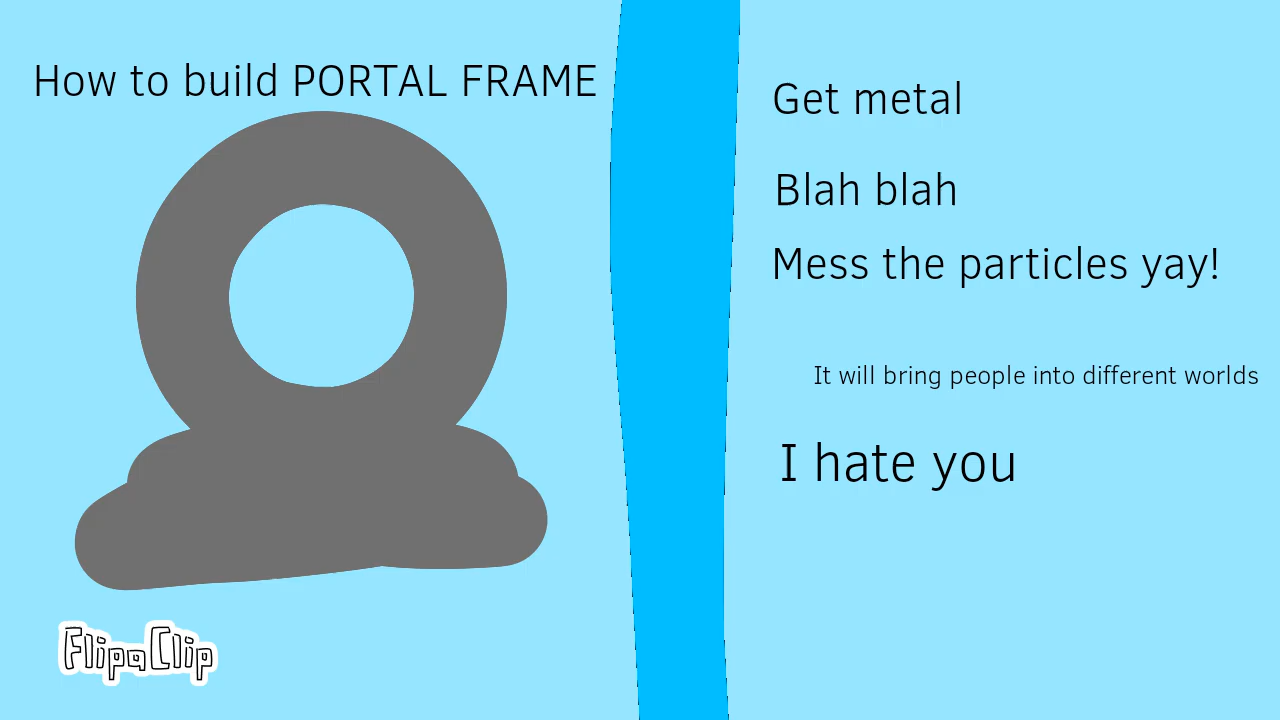 How to build PORTAL FRAME
Get metal
Blah blah
Mess the particles yay!
It will bring people into different worlds
I hate you
FlipaClip